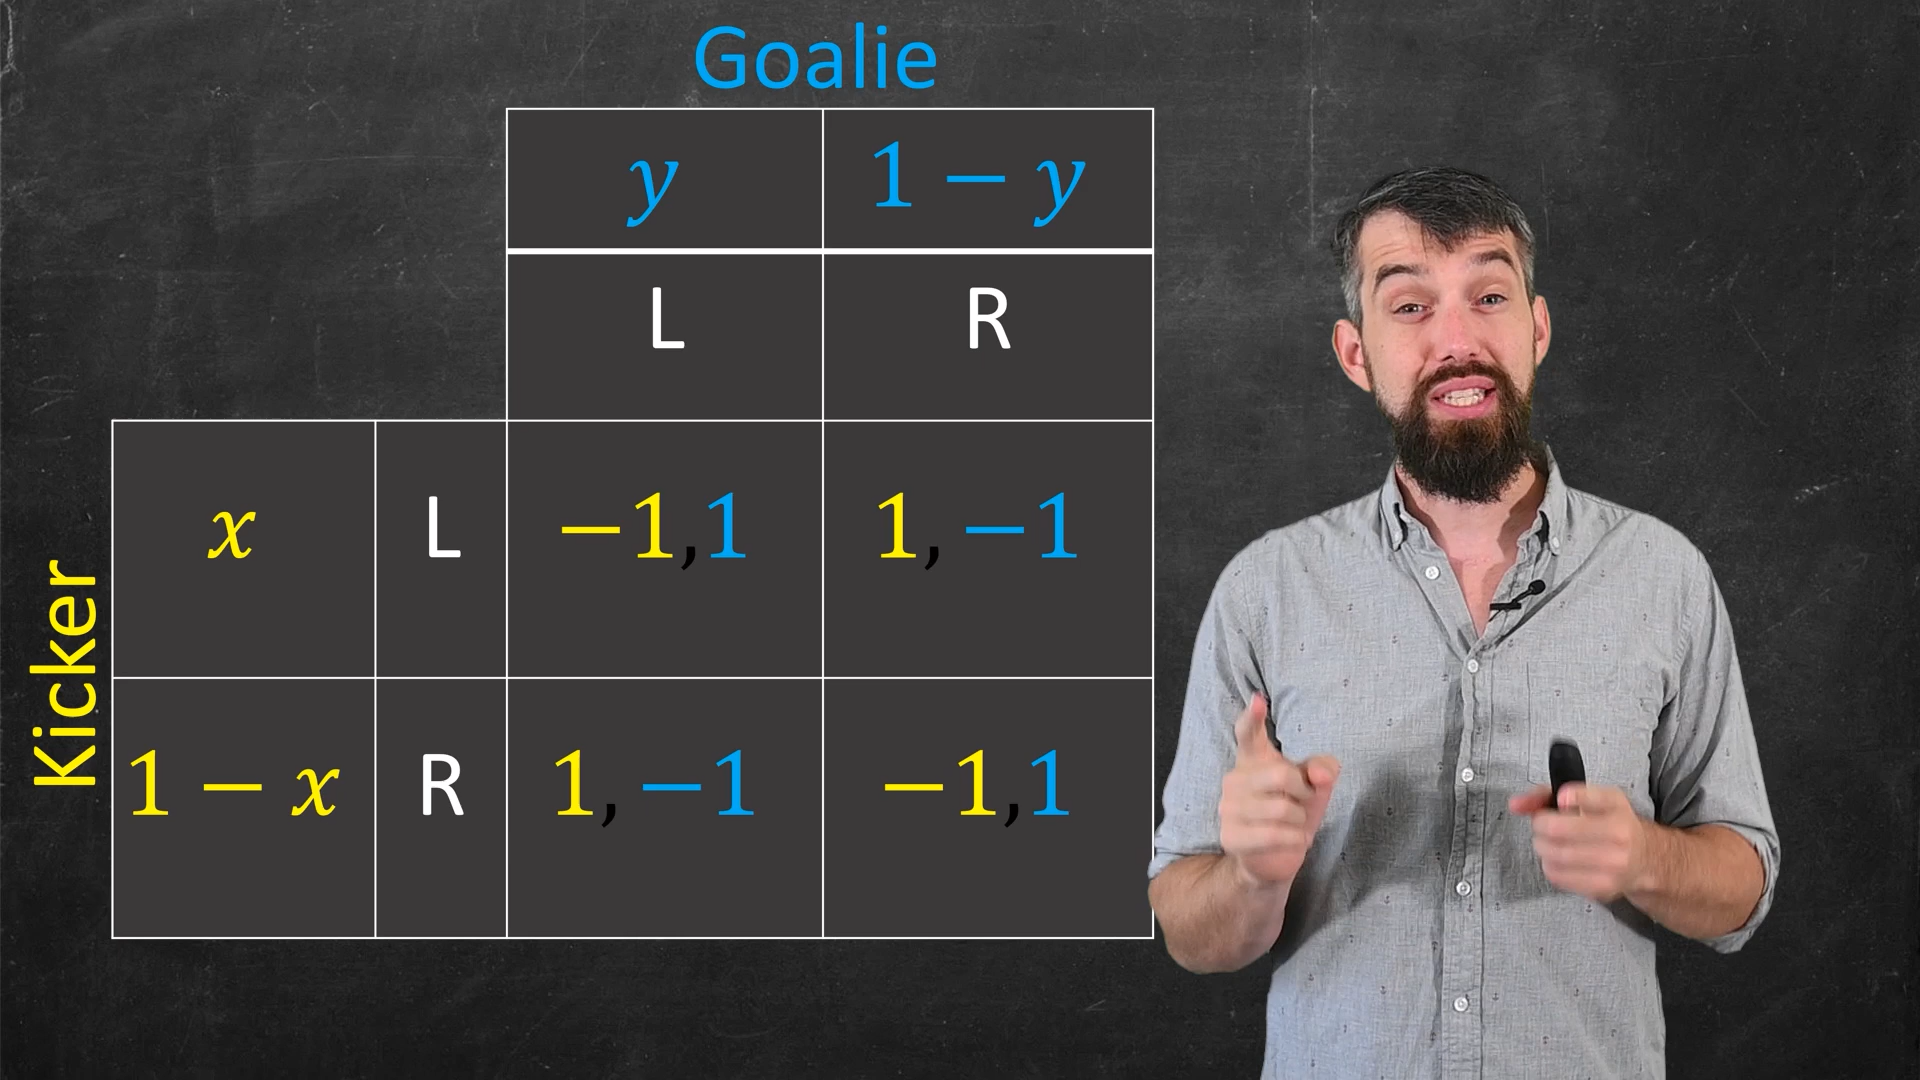 Goalie
y 1 − y
L R
Kicker
x L −1,1 1, −1
1 − x R 1, −1 −1,1